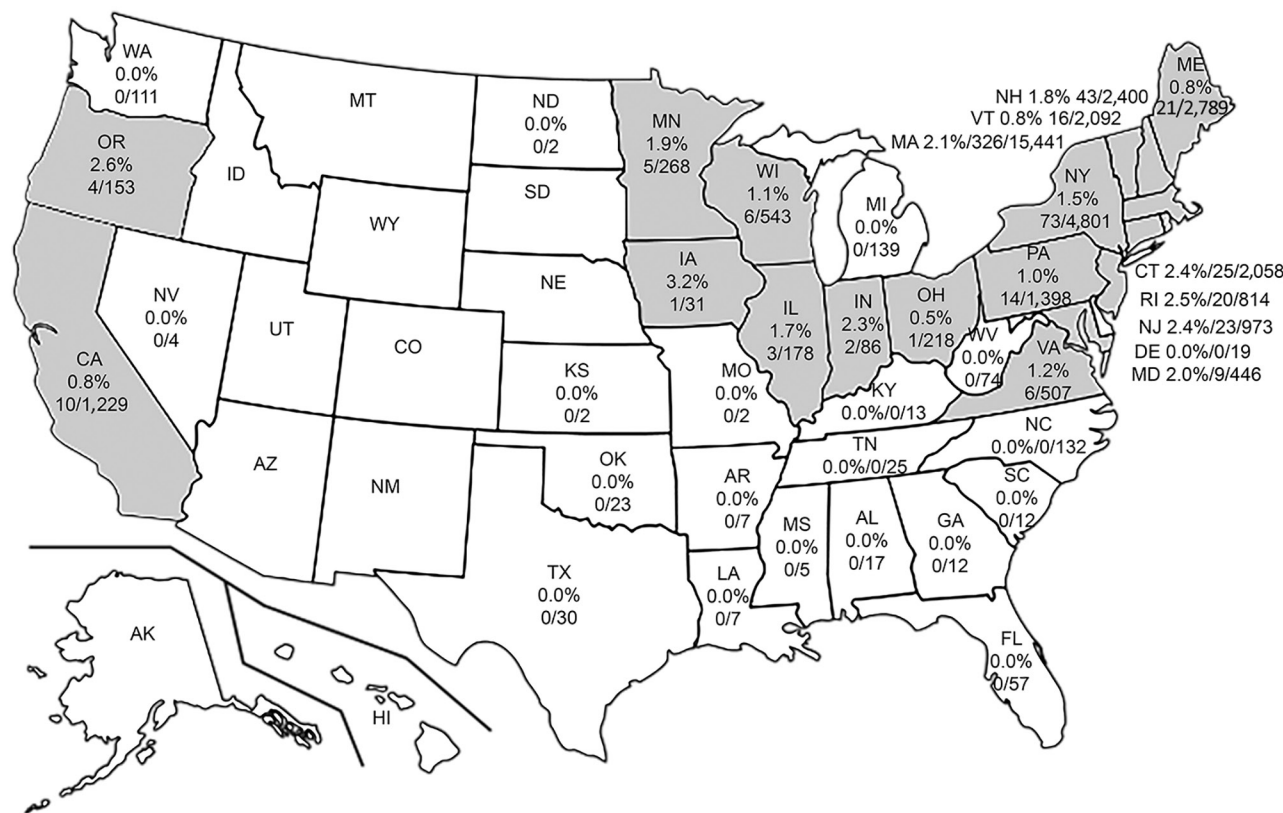 WA
0.0%
0/111
OR
2.6%
4/153
CA
0.8%
10/1,229
NV
0.0%
0/4
ID
MT
WY
UT
CO
AZ
NM
ND
0.0%
0/2
SD
NE
KS
0.0%
0/2
OK
0.0%
0/23
TX
0.0%
0/30
MN
1.9%
5/268
IA
3.2%
1/31
MO
0.0%
0/2
AR
0.0%
0/7
LA
0.0%
0/7
WI
1.1%
6/543
IL
1.7%
3/178
MI
0.0%
0/139
IN
2.3%
2/86
OH
0.5%
1/218
KY
0.0%/0/13
TN
0.0%/0/25
MS
0.0%
0/5
AL
0.0%
0/17
GA
0.0%
0/12
FL
0.0%
0/57
SC
0.0%
0/12
NC
0.0%/0/132
WV
0.0%
0/74
VA
1.2%
6/507
PA
1.0%
14/1,398
NY
1.5%
73/4,801
ME
0.8%
21/2,789
NH 1.8% 43/2,400
VT 0.8% 16/2,092
MA 2.1%/326/15,441
CT 2.4%/25/2,058
RI 2.5%/20/814
NJ 2.4%/23/973
DE 0.0%/0/19
MD 2.0%/9/446
AK
HI